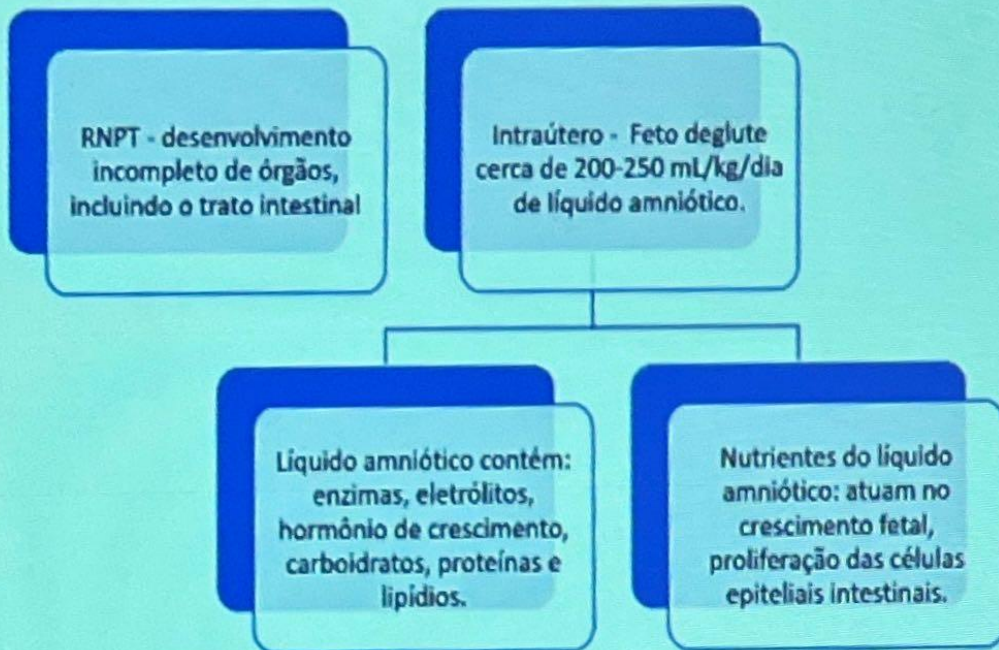 RNPT - desenvolvimento
incompleto de órgãos,
incluindo o trato intestinal
Intraútero - Feto deglute
cerca de 200-250 mL/kg/dia
de líquido amniótico.
Líquido amniótico contém:
enzimas, eletrólitos,
hormônio de crescimento,
carboidratos, proteínas e
lipídios.
Nutrientes do líquido
amniótico: atuam no
crescimento fetal,
proliferação das células
epiteliais intestinais.